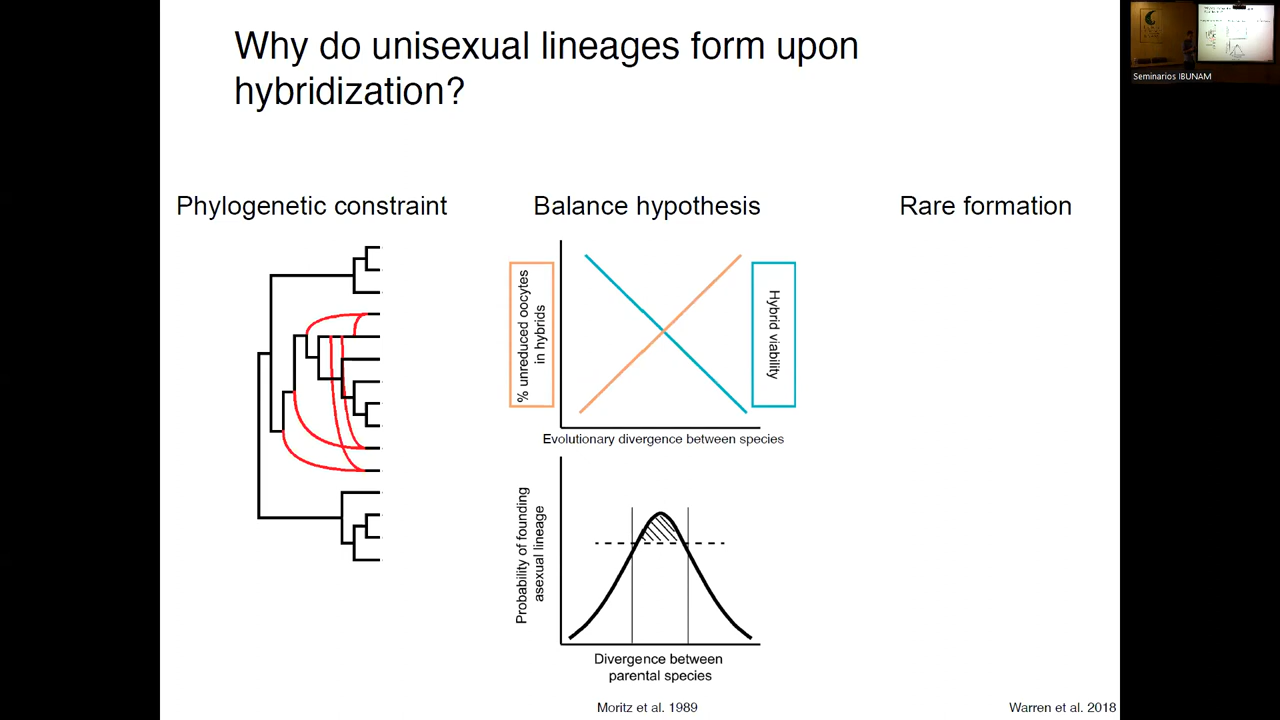 Why do unisexual lineages form upon
hybridization?
Seminarios IBUNAM
Phylogenetic constraint
Balance hypothesis
Rare formation
% unreduced oocytes
in hybrids
Hybrid viability
Evolutionary divergence between species
Probability of founding
asexual lineage
Divergence between
parental species
Moritz et al. 1989
Warren et al. 2018